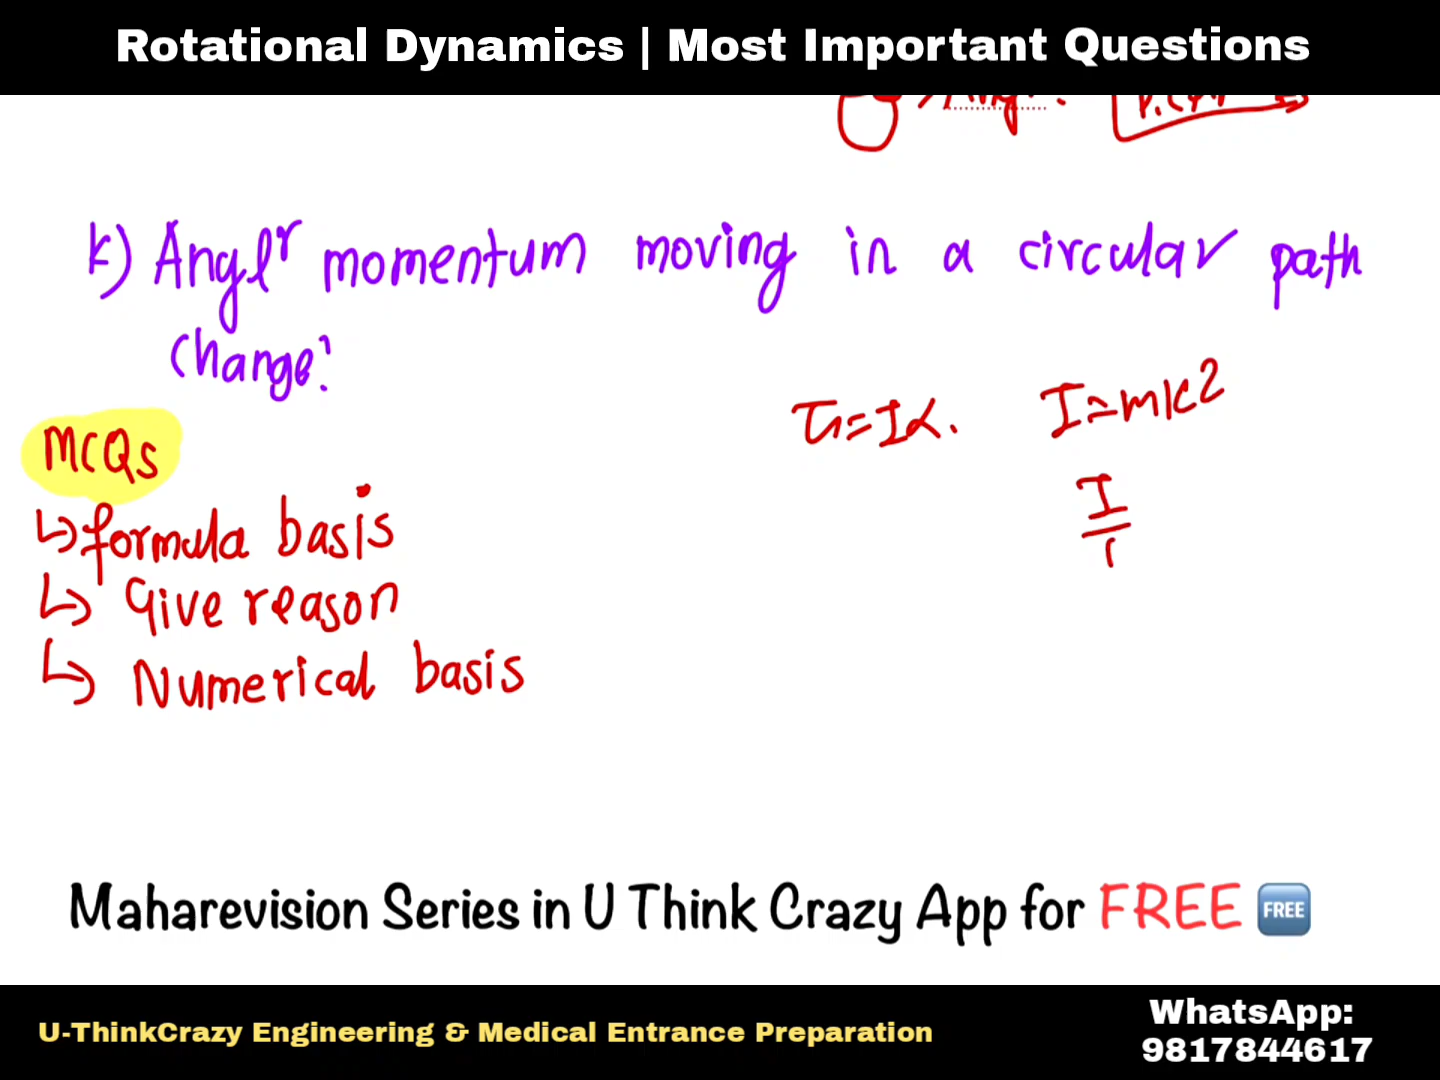 Rotational Dynamics | Most Important Questions
k) Anglr momentum moving in a circular path
change?
τ=Iα. I=mk2
MCQs
I
↳formula basis
↳ Give reason
↳ Numerical basis
Maharevision Series in U Think Crazy App for FREE FREE
U-ThinkCrazy Engineering & Medical Entrance Preparation
WhatsApp:
9817844617